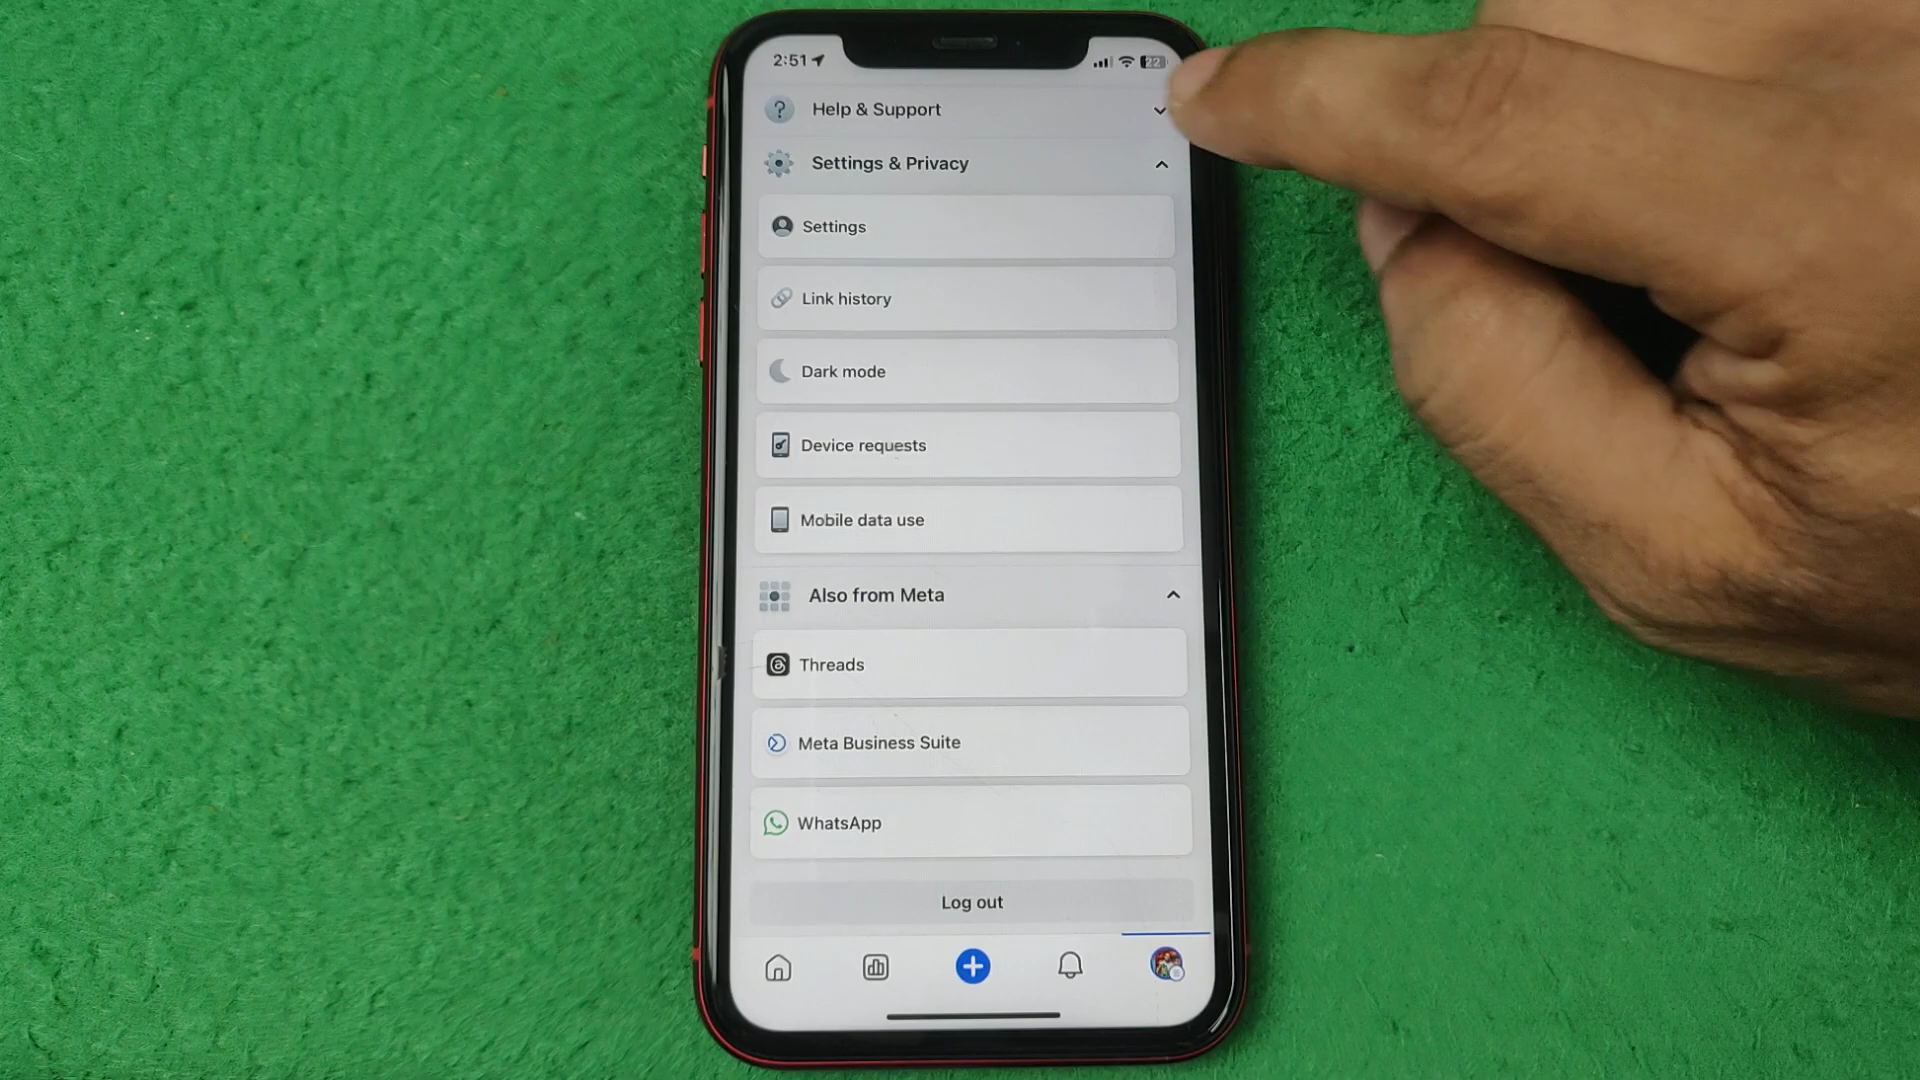 2:51 22
Help & Support
Settings & Privacy
Settings
Link history
Dark mode
Device requests
Mobile data use
Also from Meta
Threads
Meta Business Suite
WhatsApp
Log out